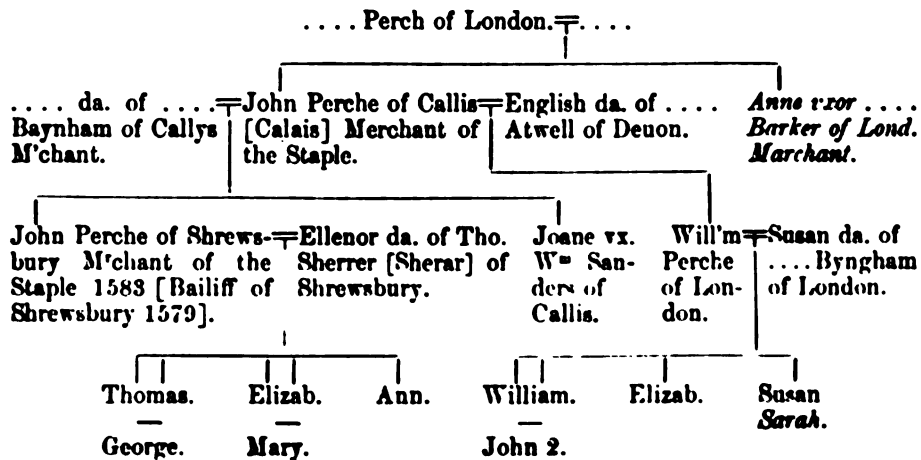 .... Perch of London.=....
.... da. of ....=John Perche of Callis=English da. of .... Anne vxor ....
Baynham of Callys [Calais] Merchant of Atwell of Deuon. Barker of Lond.
M'chant. the Staple. Marchant.
John Perche of Shrews-=Ellenor da. of Tho. Joane vx. Will'm=Susan da. of
bury M'chant of the Sherrer [Sherar] of Wm San- Perche ....Byngham
Staple 1583 [Bailiff of Shrewsbury. ders of of Lon- of London.
Shrewsbury 1579]. Callis. don.
Thomas. Elizab. Ann. William. Elizab. Susan
Sarah.
George. Mary. John 2.